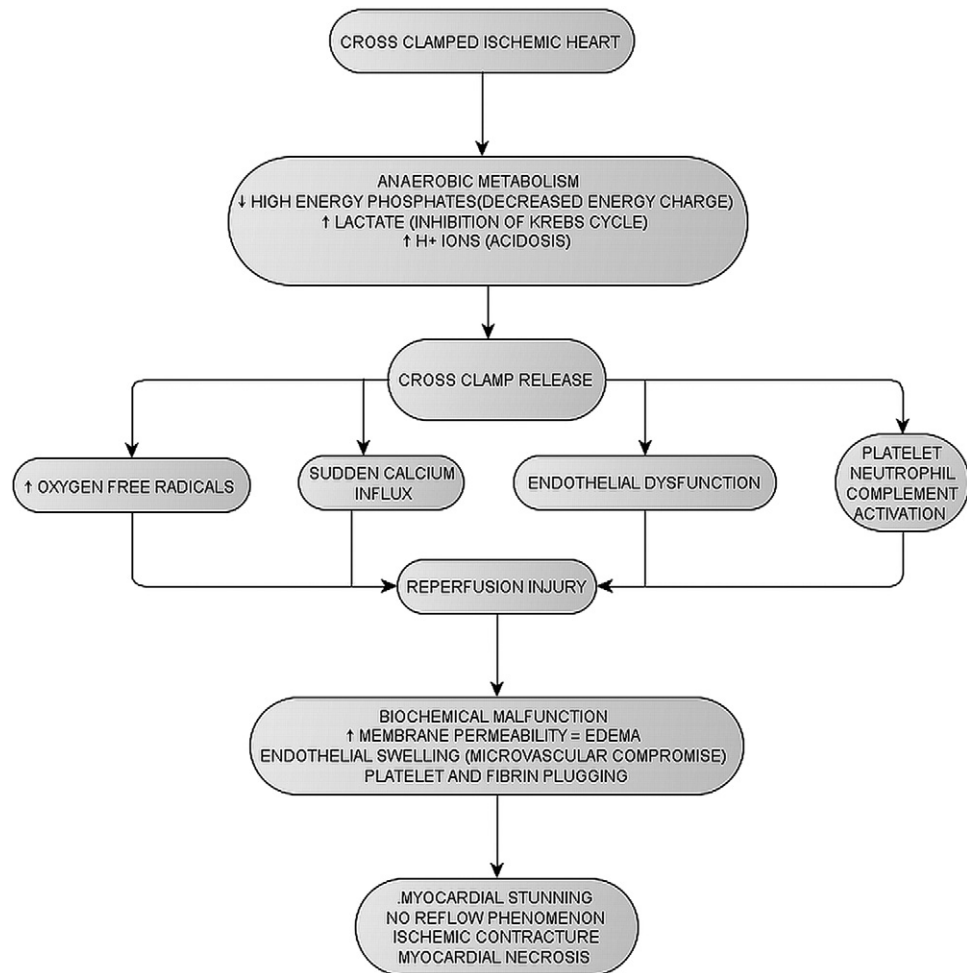 CROSS CLAMPED ISCHEMIC HEART
ANAEROBIC METABOLISM
↓ HIGH ENERGY PHOSPHATES(DECREASED ENERGY CHARGE)
↑ LACTATE (INHIBITION OF KREBS CYCLE)
↑ H+ IONS (ACIDOSIS)
CROSS CLAMP RELEASE
↑ OXYGEN FREE RADICALS
SUDDEN CALCIUM
INFLUX
ENDOTHELIAL DYSFUNCTION
PLATELET
NEUTROPHIL
COMPLEMENT
ACTIVATION
REPERFUSION INJURY
BIOCHEMICAL MALFUNCTION
↑ MEMBRANE PERMEABILITY = EDEMA
ENDOTHELIAL SWELLING (MICROVASCULAR COMPROMISE)
PLATELET AND FIBRIN PLUGGING
.MYOCARDIAL STUNNING
NO REFLOW PHENOMENON
ISCHEMIC CONTRACTURE
MYOCARDIAL NECROSIS